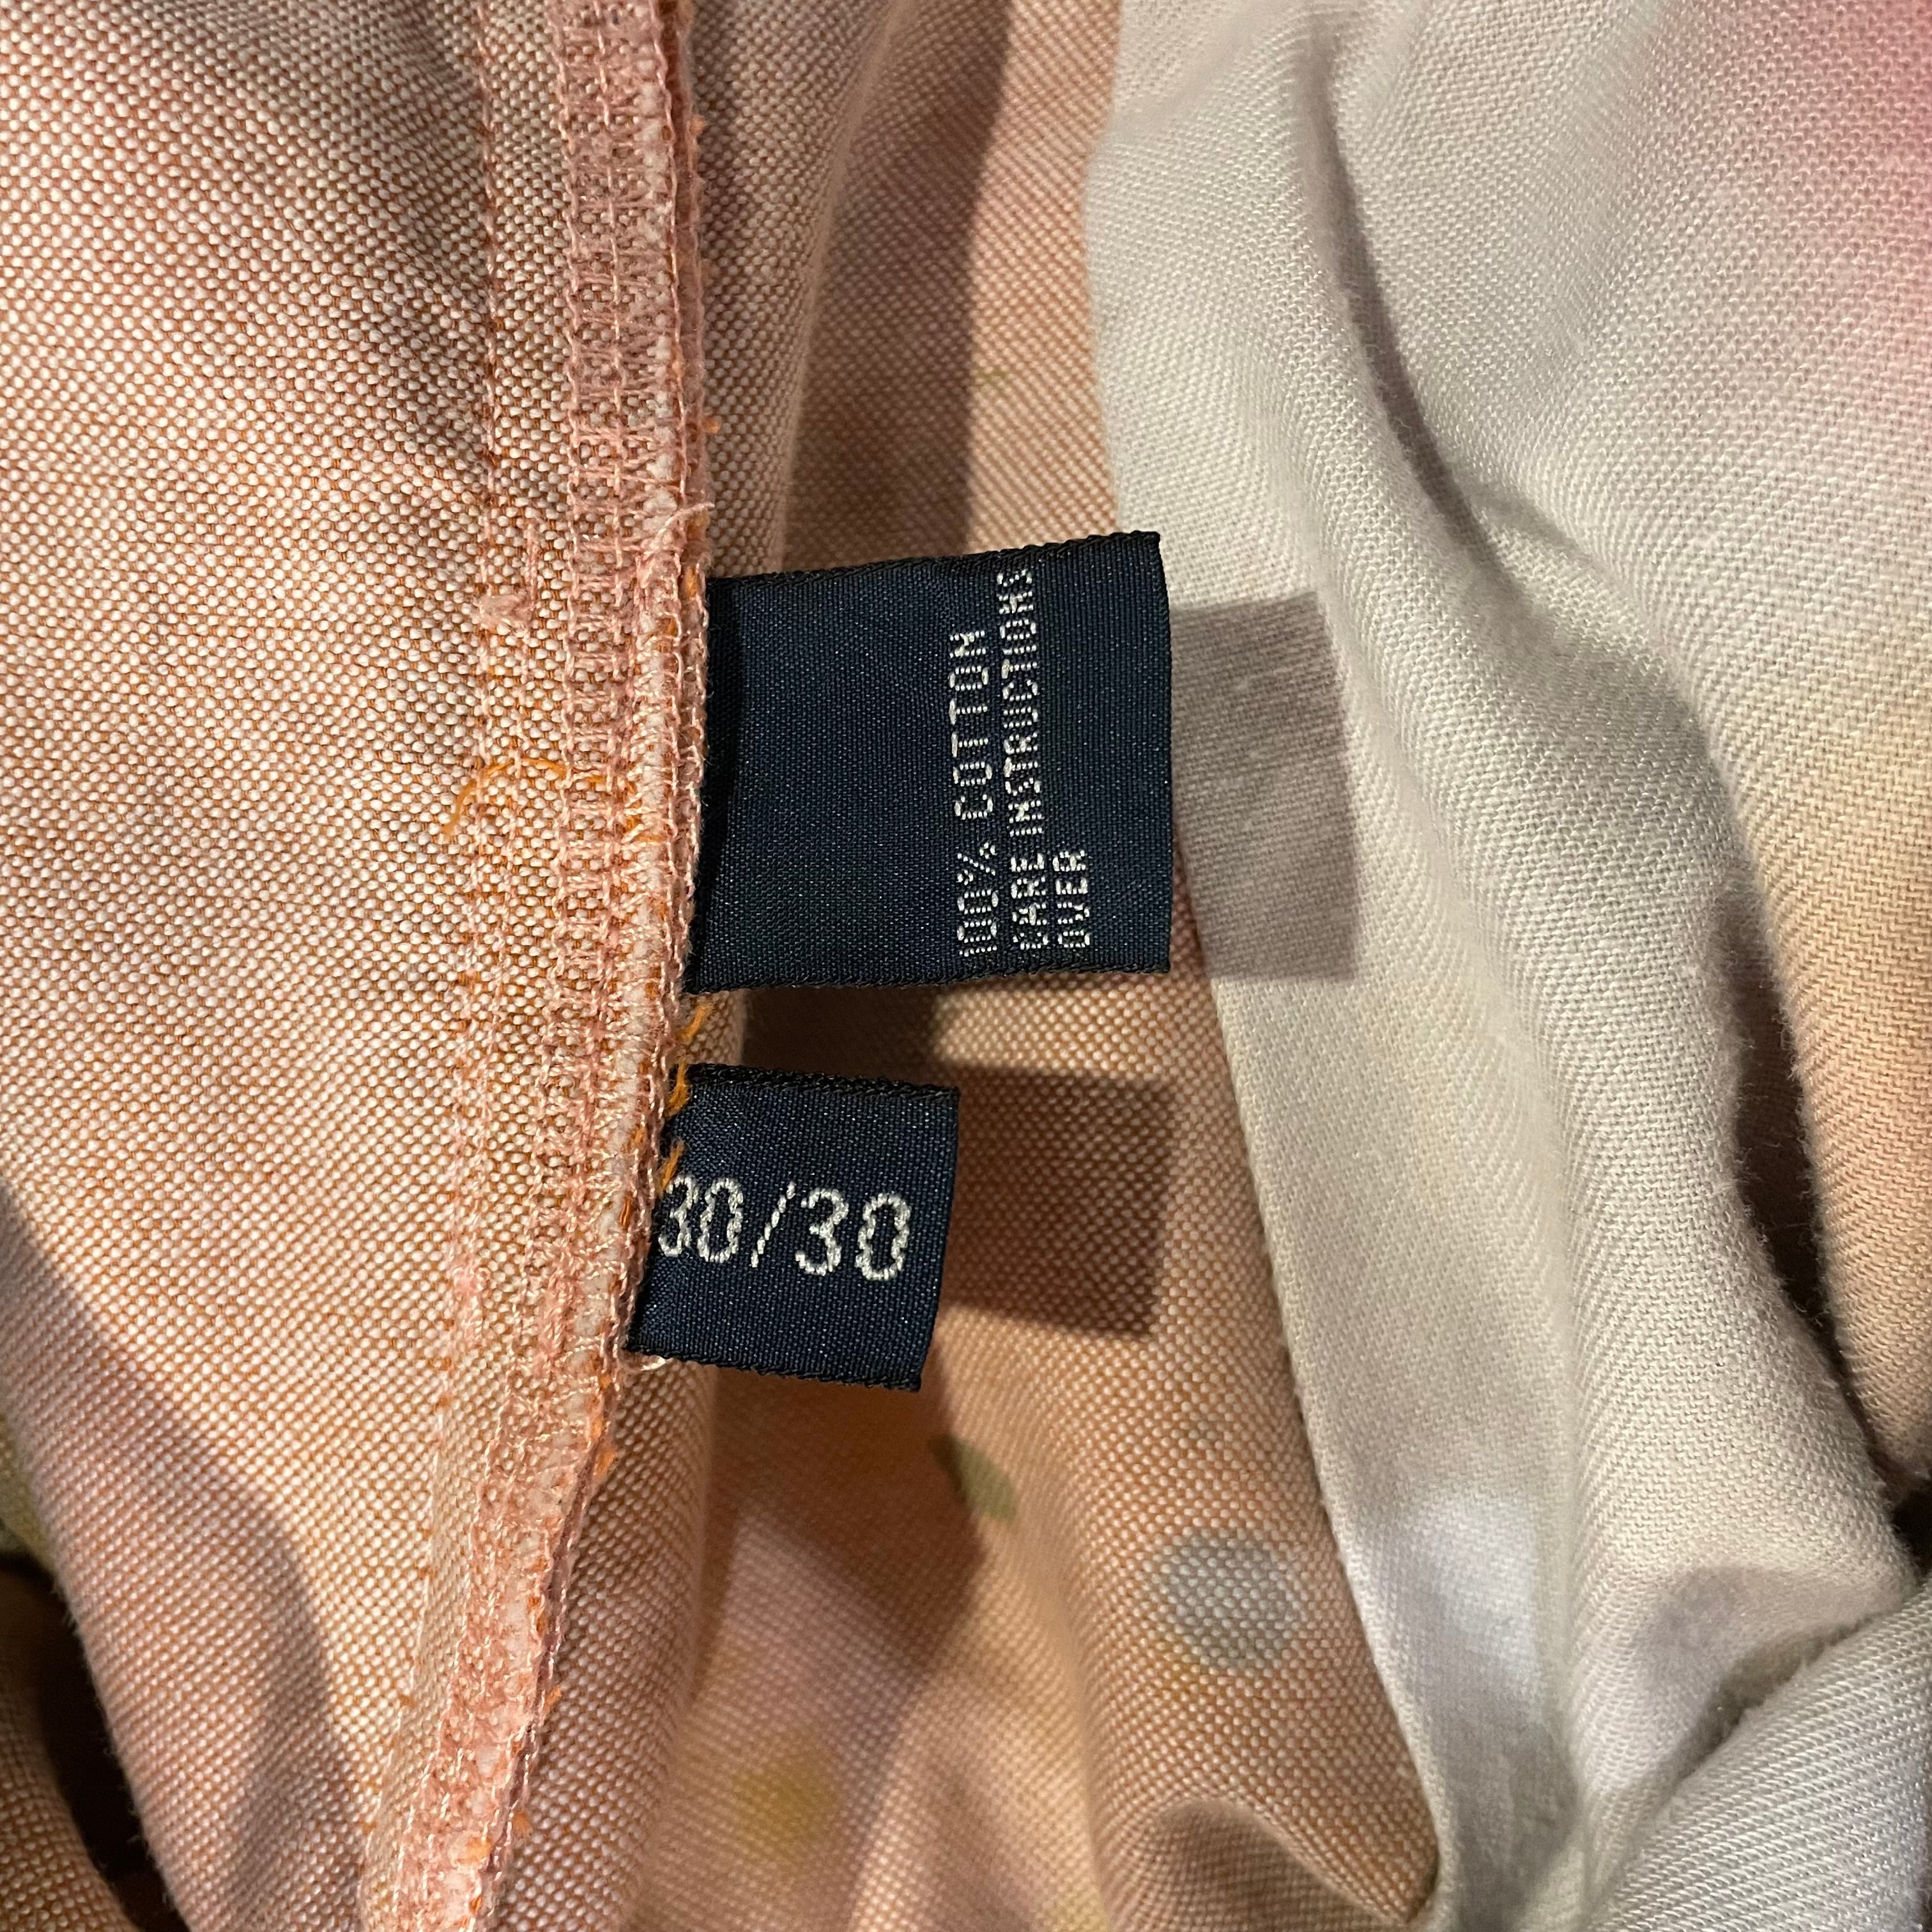 100% COTTON
CARE INSTRUCTIONS
OVER
30/30